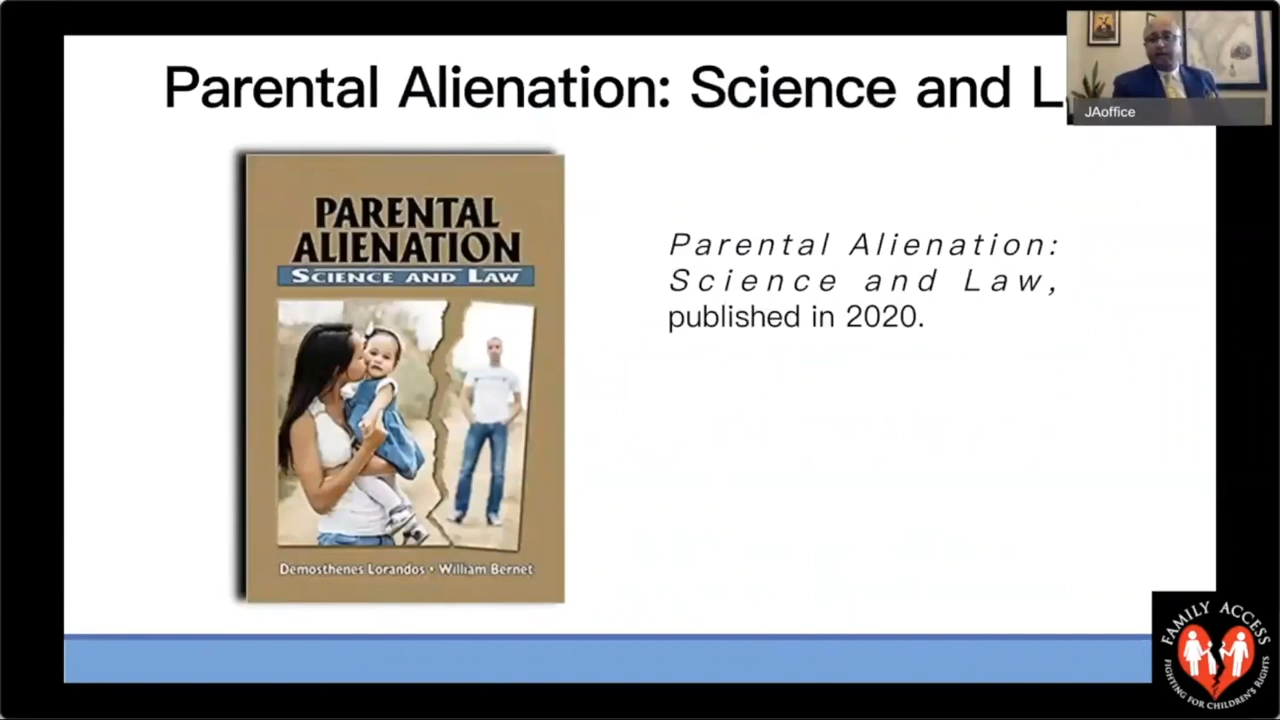 Parental Alienation: Science and L
JAoffice
PARENTAL
ALIENATION
SCIENCE AND LAW
Parental Alienation:
Science and Law,
published in 2020.
Demosthenes Lorandos • William Bernet
FAMILY ACCESS
FIGHTING FOR CHILDREN'S RIGHTS